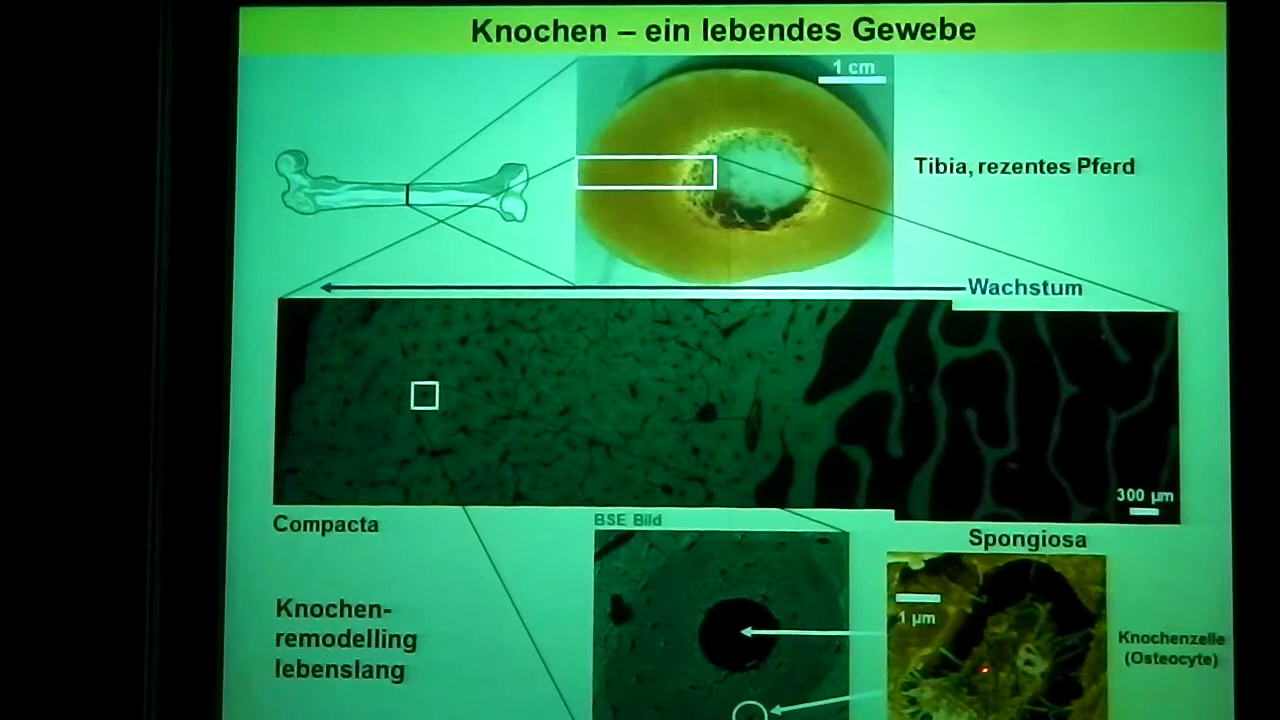 Knochen – ein lebendes Gewebe
1 cm
Tibia, rezentes Pferd
Wachstum
300 µm
Compacta
BSE Bild
Spongiosa
Knochen-
remodelling
lebenslang
1 µm
Knochenzelle
(Osteocyte)